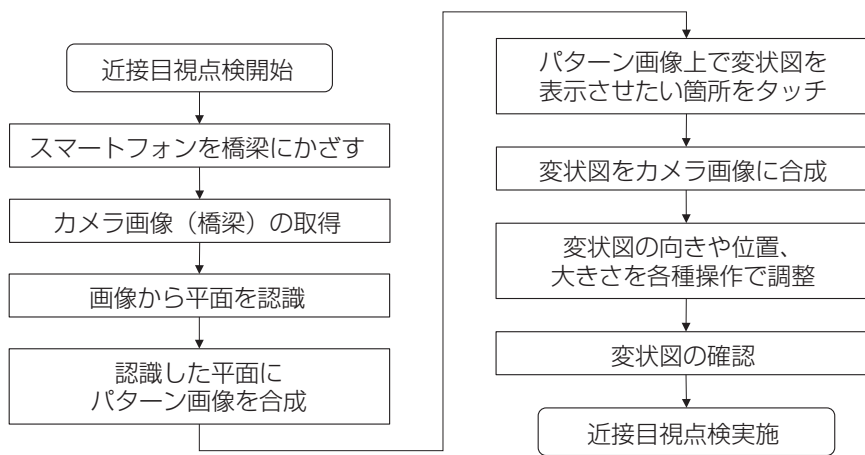 近接目視点検開始
スマートフォンを橋梁にかざす
カメラ画像（橋梁）の取得
画像から平面を認識
認識した平面に
パターン画像を合成
パターン画像上で変状図を
表示させたい箇所をタッチ
変状図をカメラ画像に合成
変状図の向きや位置、
大きさを各種操作で調整
変状図の確認
近接目視点検実施